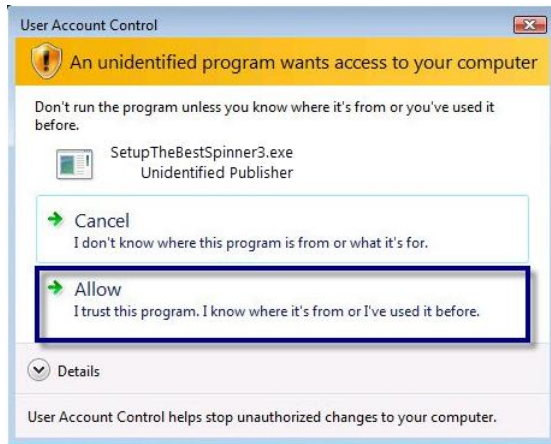 User Account Control
An unidentified program wants access to your computer
Don't run the program unless you know where it's from or you've used it
before.
SetupTheBestSpinner3.exe
Unidentified Publisher
Cancel
I don't know where this program is from or what it's for.
Allow
I trust this program. I know where it's from or I've used it before.
Details
User Account Control helps stop unauthorized changes to your computer.